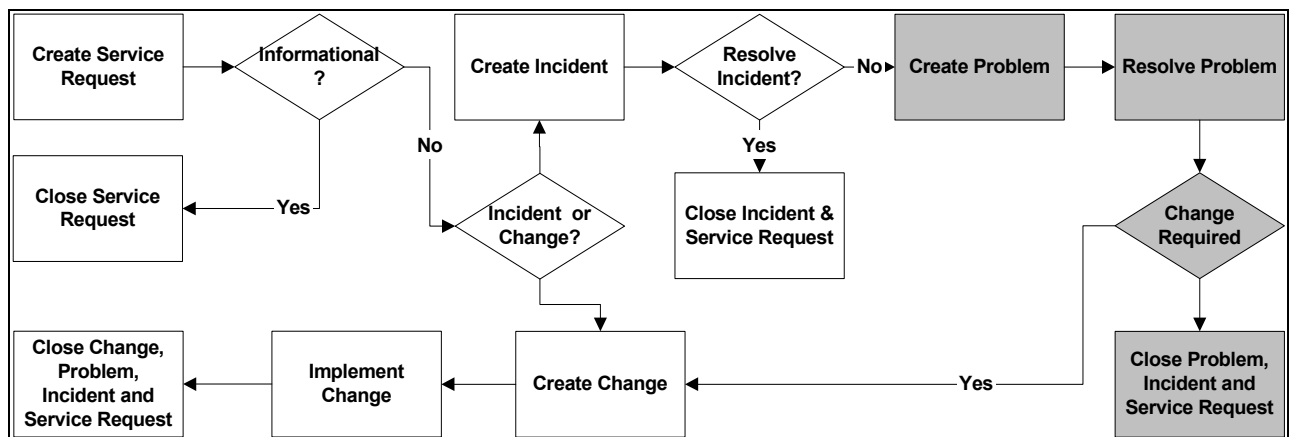 Create Service
Request
Informational
?
Create Incident
Resolve
Incident?
No
Create Problem
Resolve Problem
No
Yes
Close Service
Request
Yes
Incident or
Change?
Close Incident &
Service Request
Change
Required
Close Change,
Problem,
Incident and
Service Request
Implement
Change
Create Change
Yes
Close Problem,
Incident and
Service Request